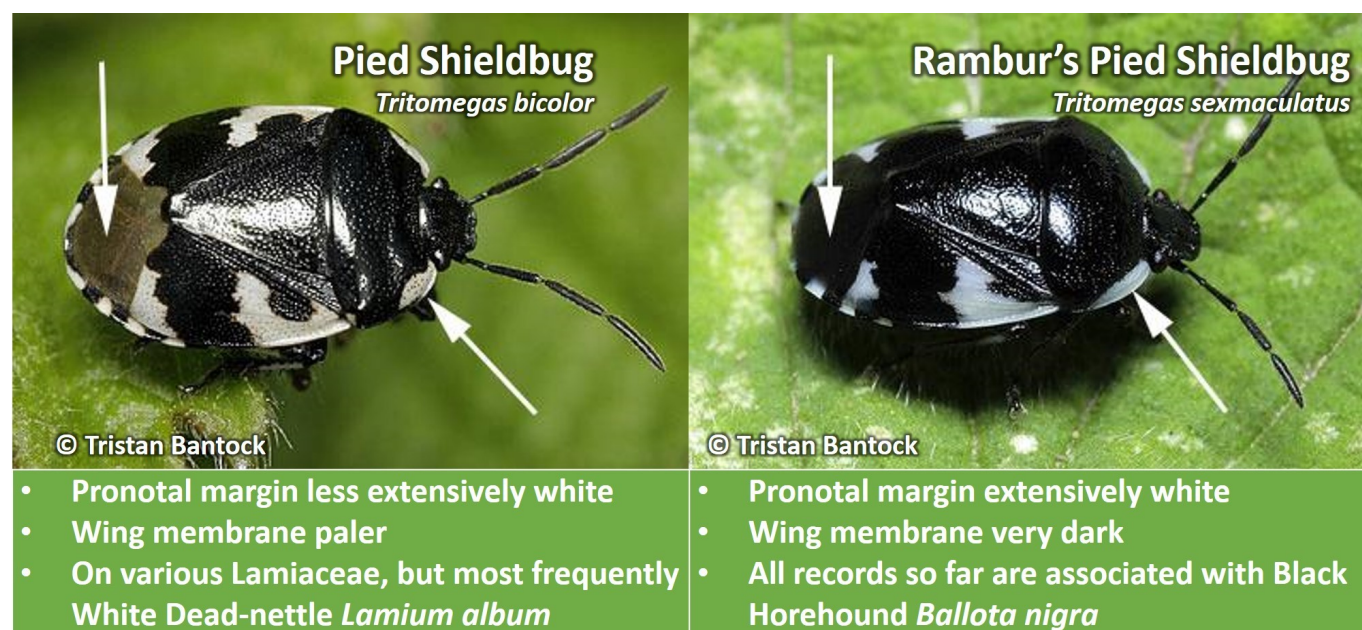 Pied Shieldbug
Tritomegas bicolor
© Tristan Bantock
• Pronotal margin less extensively white
• Wing membrane paler
• On various Lamiaceae, but most frequently
White Dead-nettle Lamium album
Rambur’s Pied Shieldbug
Tritomegas sexmaculatus
© Tristan Bantock
• Pronotal margin extensively white
• Wing membrane very dark
• All records so far are associated with Black
Horehound Ballota nigra